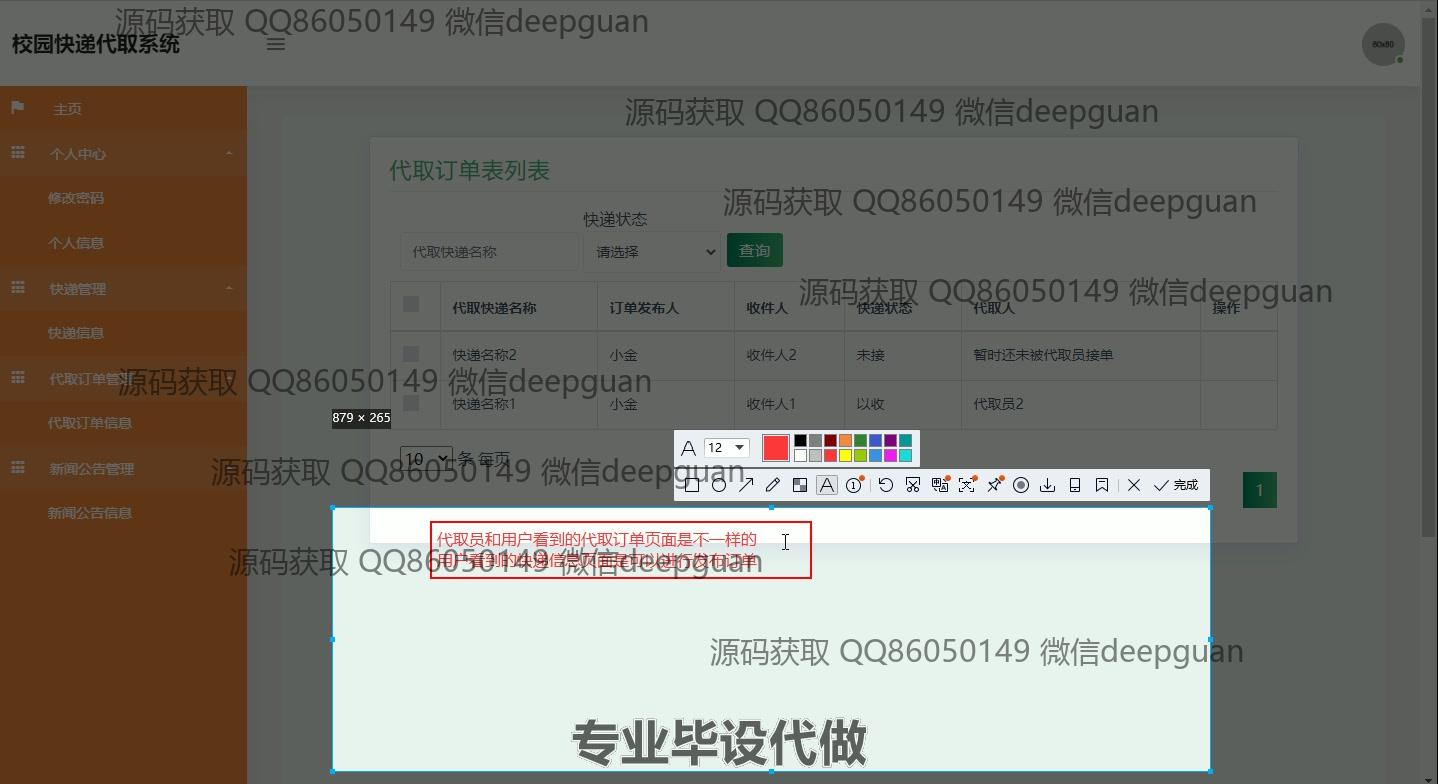 源码获取 QQ86050149 微信deepguan
校园快递代取系统
60x60
主页
个人中心
修改密码
个人信息
快递管理
快递信息
代取订单管理
代取订单信息
新闻公告管理
新闻公告信息
源码获取 QQ86050149 微信deepguan
代取订单表列表
源码获取 QQ86050149 微信deepguan
快递状态
代取快递名称 请选择 查询
源码获取 QQ86050149 微信deepguan
代取快递名称 订单发布人 收件人 快递状态 代取人 操作
快递名称2 小金 收件人2 未接 暂时还未被代取员接单
源码获取 QQ86050149 微信deepguan
快递名称1 小金 收件人1 以收 代取员2
879 × 265
A 12
10 条 每页
源码获取 QQ86050149 微信deepguan
A 1 完成
1
代取员和用户看到的代取订单页面是不一样的
用户看到的快递信息页面是可以进行发布订单
源码获取 QQ86050149 微信deepguan
源码获取 QQ86050149 微信deepguan
专业毕设代做